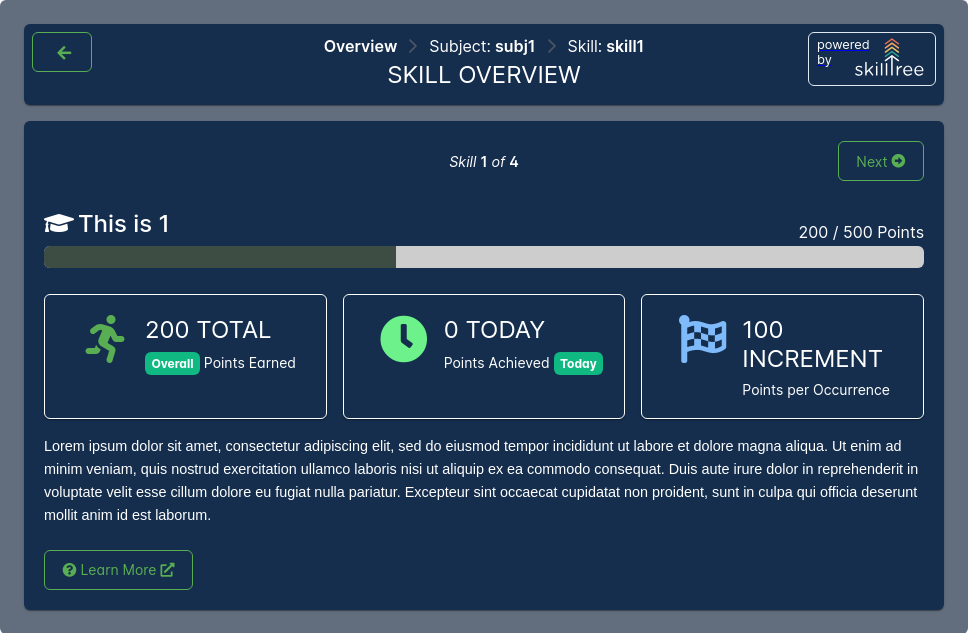 Overview > Subject: subj1 > Skill: skill1
SKILL OVERVIEW
powered
by
skilltree
Skill 1 of 4
Next
This is 1
200 / 500 Points
200 TOTAL
Overall Points Earned
0 TODAY
Points Achieved Today
100
INCREMENT
Points per Occurrence
Lorem ipsum dolor sit amet, consectetur adipiscing elit, sed do eiusmod tempor incididunt ut labore et dolore magna aliqua. Ut enim ad
minim veniam, quis nostrud exercitation ullamco laboris nisi ut aliquip ex ea commodo consequat. Duis aute irure dolor in reprehenderit in
voluptate velit esse cillum dolore eu fugiat nulla pariatur. Excepteur sint occaecat cupidatat non proident, sunt in culpa qui officia deserunt
mollit anim id est laborum.
Learn More